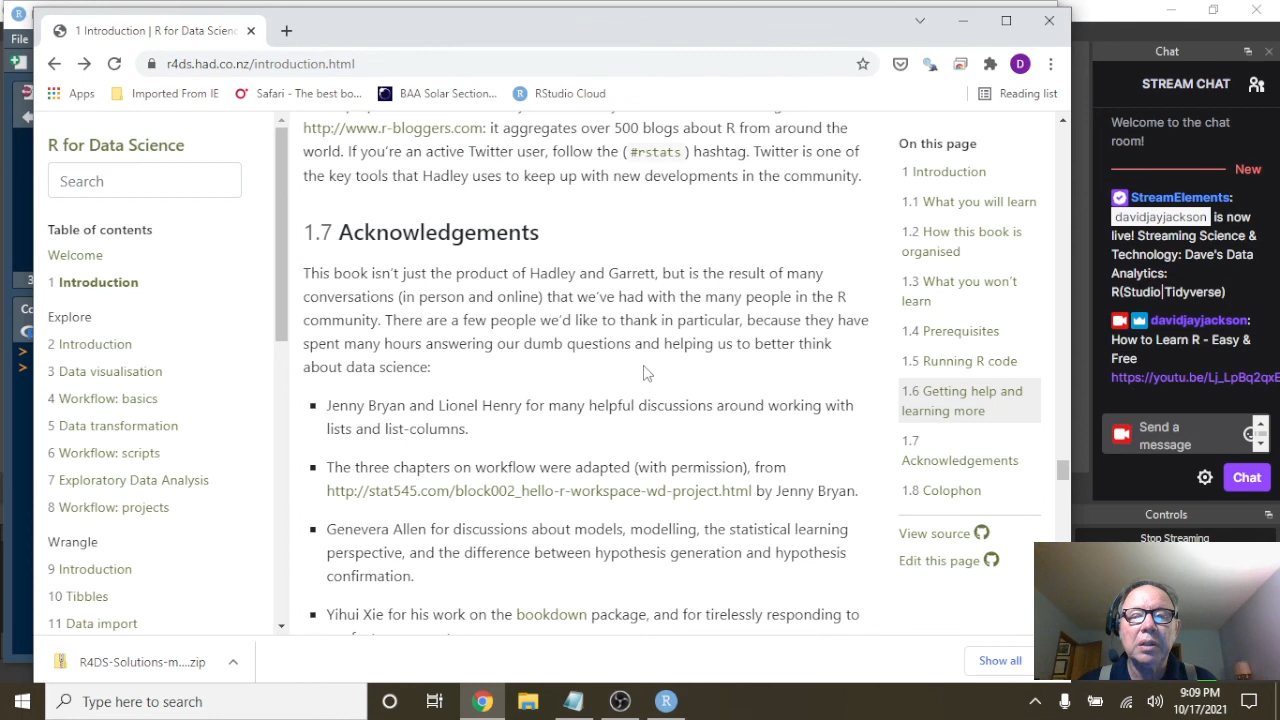 1 Introduction | R for Data Scienc
File
r4ds.had.co.nz/introduction.html
Apps
Imported From IE
Safari - The best bo...
BAA Solar Section...
RStudio Cloud
Reading list
R for Data Science
Search
Table of contents
Welcome
1 Introduction
Explore
2 Introduction
3 Data visualisation
4 Workflow: basics
5 Data transformation
6 Workflow: scripts
7 Exploratory Data Analysis
8 Workflow: projects
Wrangle
9 Introduction
10 Tibbles
11 Data import
http://www.r-bloggers.com: it aggregates over 500 blogs about R from around the
world. If you're an active Twitter user, follow the (#rstats) hashtag. Twitter is one of
the key tools that Hadley uses to keep up with new developments in the community.
1.7 Acknowledgements
This book isn't just the product of Hadley and Garrett, but is the result of many
conversations (in person and online) that we've had with the many people in the R
community. There are a few people we'd like to thank in particular, because they have
spent many hours answering our dumb questions and helping us to better think
about data science:
Jenny Bryan and Lionel Henry for many helpful discussions around working with
lists and list-columns.
The three chapters on workflow were adapted (with permission), from
http://stat545.com/block002_hello-r-workspace-wd-project.html by Jenny Bryan.
Genevera Allen for discussions about models, modelling, the statistical learning
perspective, and the difference between hypothesis generation and hypothesis
confirmation.
Yihui Xie for his work on the bookdown package, and for tirelessly responding to
On this page
1 Introduction
1.1 What you will learn
1.2 How this book is
organised
1.3 What you won't
learn
1.4 Prerequisites
1.5 Running R code
1.6 Getting help and
learning more
1.7
Acknowledgements
1.8 Colophon
View source
Edit this page
Chat
STREAM CHAT
Welcome to the chat
room!
New
StreamElements:
davidjayjackson is now
live! Streaming Science &
Technology: Dave's Data
Analytics:
R(Studio|Tidyverse)
davidjayjackson:
How to Learn R - Easy &
Free
https://youtu.be/Lj_LpBq2qxE
Send a
message
Chat
Controls
Stop Streaming
R4DS-Solutions-m....zip
Show all
Type here to search
9:09 PM
10/17/2021